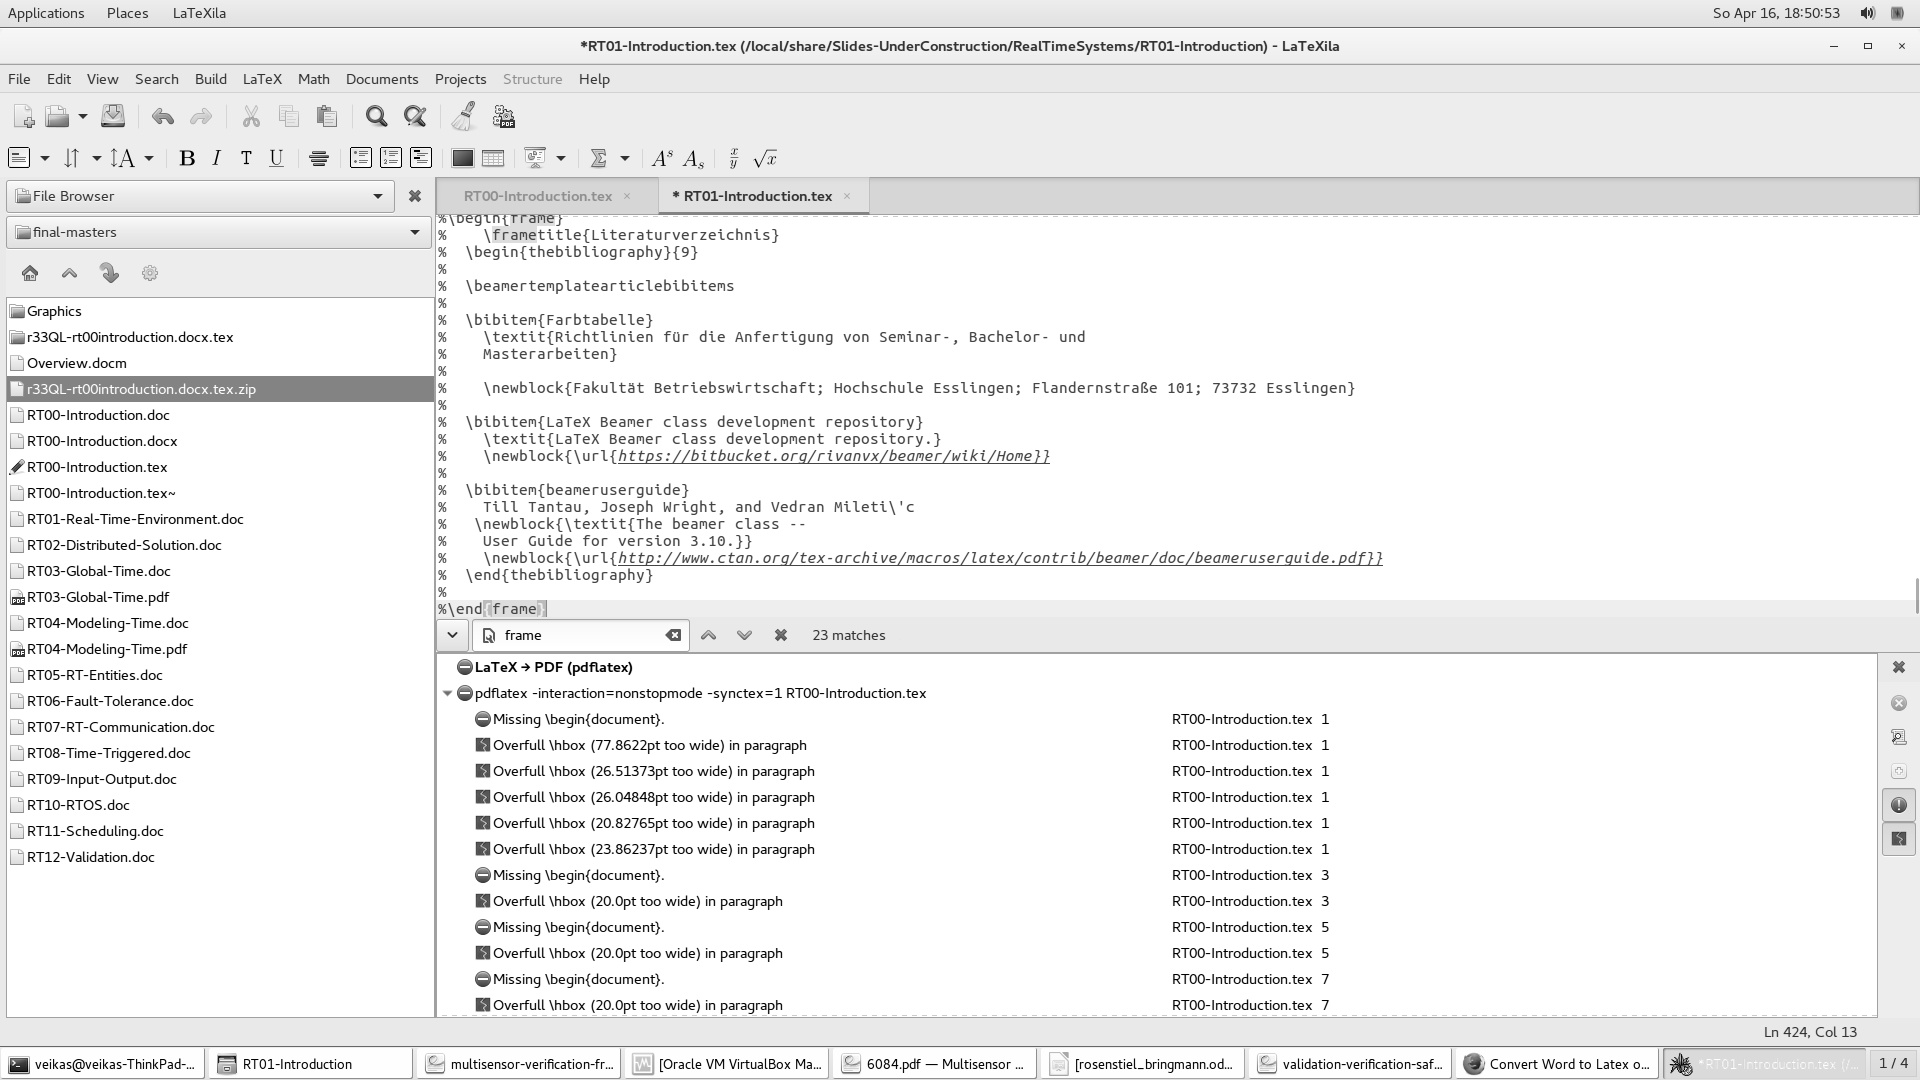 Applications Places LaTeXila So Apr 16, 18:50:53
*RT01-Introduction.tex (/local/share/Slides-UnderConstruction/RealTimeSystems/RT01-Introduction) - LaTeXila
File Edit View Search Build LaTeX Math Documents Projects Structure Help
File Browser
final-masters
Graphics
r33QL-rt00introduction.docx.tex
Overview.docm
r33QL-rt00introduction.docx.tex.zip
RT00-Introduction.doc
RT00-Introduction.docx
RT00-Introduction.tex
RT00-Introduction.tex~
RT01-Real-Time-Environment.doc
RT02-Distributed-Solution.doc
RT03-Global-Time.doc
RT03-Global-Time.pdf
RT04-Modeling-Time.doc
RT04-Modeling-Time.pdf
RT05-RT-Entities.doc
RT06-Fault-Tolerance.doc
RT07-RT-Communication.doc
RT08-Time-Triggered.doc
RT09-Input-Output.doc
RT10-RTOS.doc
RT11-Scheduling.doc
RT12-Validation.doc
RT00-Introduction.tex × * RT01-Introduction.tex ×
%\begin{frame}
%    \frametitle{Literaturverzeichnis}
%  \begin{thebibliography}{9}
%
%  \beamertemplatearticlebibitems
%
%  \bibitem{Farbtabelle}
%    \textit{Richtlinien für die Anfertigung von Seminar-, Bachelor- und
%    Masterarbeiten}
%
%    \newblock{Fakultät Betriebswirtschaft; Hochschule Esslingen; Flandernstraße 101; 73732 Esslingen}
%
%  \bibitem{LaTeX Beamer class development repository}
%    \textit{LaTeX Beamer class development repository.}
%    \newblock{\url{https://bitbucket.org/rivanvx/beamer/wiki/Home}}
%
%  \bibitem{beameruserguide}
%    Till Tantau, Joseph Wright, and Vedran Mileti\'c
%   \newblock{\textit{The beamer class --
%    User Guide for version 3.10.}}
%    \newblock{\url{http://www.ctan.org/tex-archive/macros/latex/contrib/beamer/doc/beameruserguide.pdf}}
%  \end{thebibliography}
%
%\end{frame}
frame 23 matches
LaTeX → PDF (pdflatex)
pdflatex -interaction=nonstopmode -synctex=1 RT00-Introduction.tex
Missing \begin{document}. RT00-Introduction.tex 1
Overfull \hbox (77.8622pt too wide) in paragraph RT00-Introduction.tex 1
Overfull \hbox (26.51373pt too wide) in paragraph RT00-Introduction.tex 1
Overfull \hbox (26.04848pt too wide) in paragraph RT00-Introduction.tex 1
Overfull \hbox (20.82765pt too wide) in paragraph RT00-Introduction.tex 1
Overfull \hbox (23.86237pt too wide) in paragraph RT00-Introduction.tex 1
Missing \begin{document}. RT00-Introduction.tex 3
Overfull \hbox (20.0pt too wide) in paragraph RT00-Introduction.tex 3
Missing \begin{document}. RT00-Introduction.tex 5
Overfull \hbox (20.0pt too wide) in paragraph RT00-Introduction.tex 5
Missing \begin{document}. RT00-Introduction.tex 7
Overfull \hbox (20.0pt too wide) in paragraph RT00-Introduction.tex 7
Ln 424, Col 13
veikas@veikas-ThinkPad-... RT01-Introduction multisensor-verification-fr... [Oracle VM VirtualBox Ma... 6084.pdf — Multisensor ... [rosenstiel_bringmann.od... validation-verification-saf... Convert Word to Latex o... *RT01-Introduction.tex (/... 1 / 4